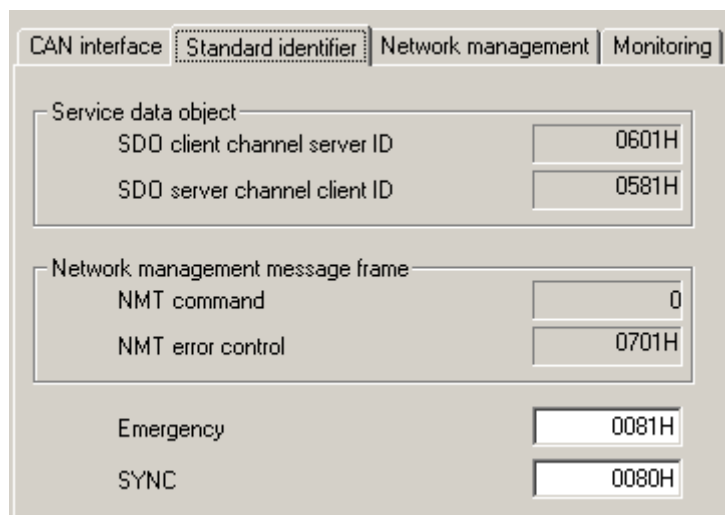 CAN interface Standard identifier Network management Monitoring
Service data object
SDO client channel server ID 0601H
SDO server channel client ID 0581H
Network management message frame
NMT command 0
NMT error control 0701H
Emergency 0081H
SYNC 0080H